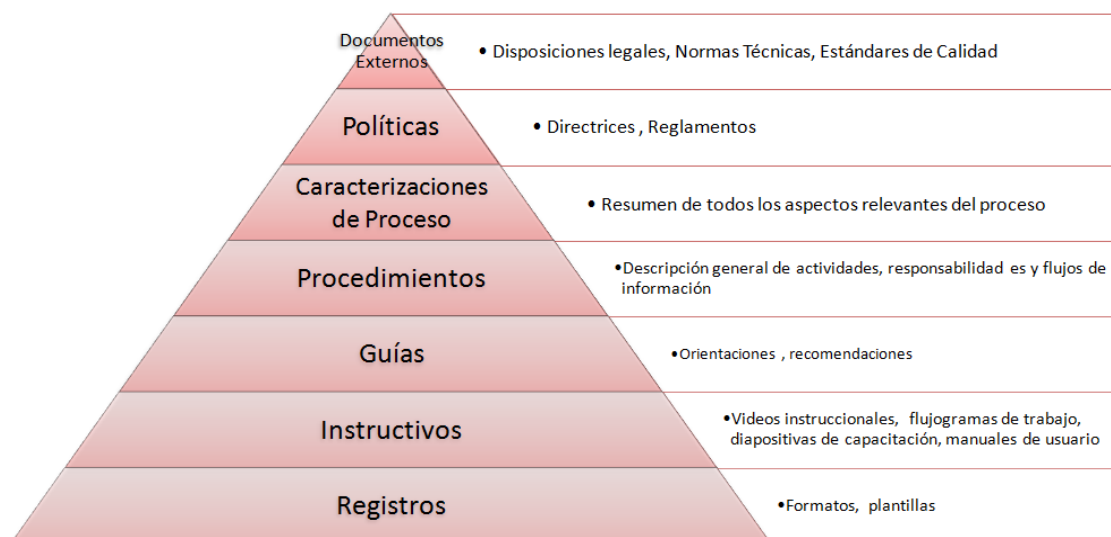 Documentos
Externos
• Disposiciones legales, Normas Técnicas, Estándares de Calidad
Políticas
• Directrices , Reglamentos
Caracterizaciones
de Proceso
• Resumen de todos los aspectos relevantes del proceso
Procedimientos
•Descripción general de actividades, responsabilidad es y flujos de
información
Guías
•Orientaciones , recomendaciones
Instructivos
•Videos instruccionales, flujogramas de trabajo,
diapositivas de capacitación, manuales de usuario
Registros
•Formatos, plantillas